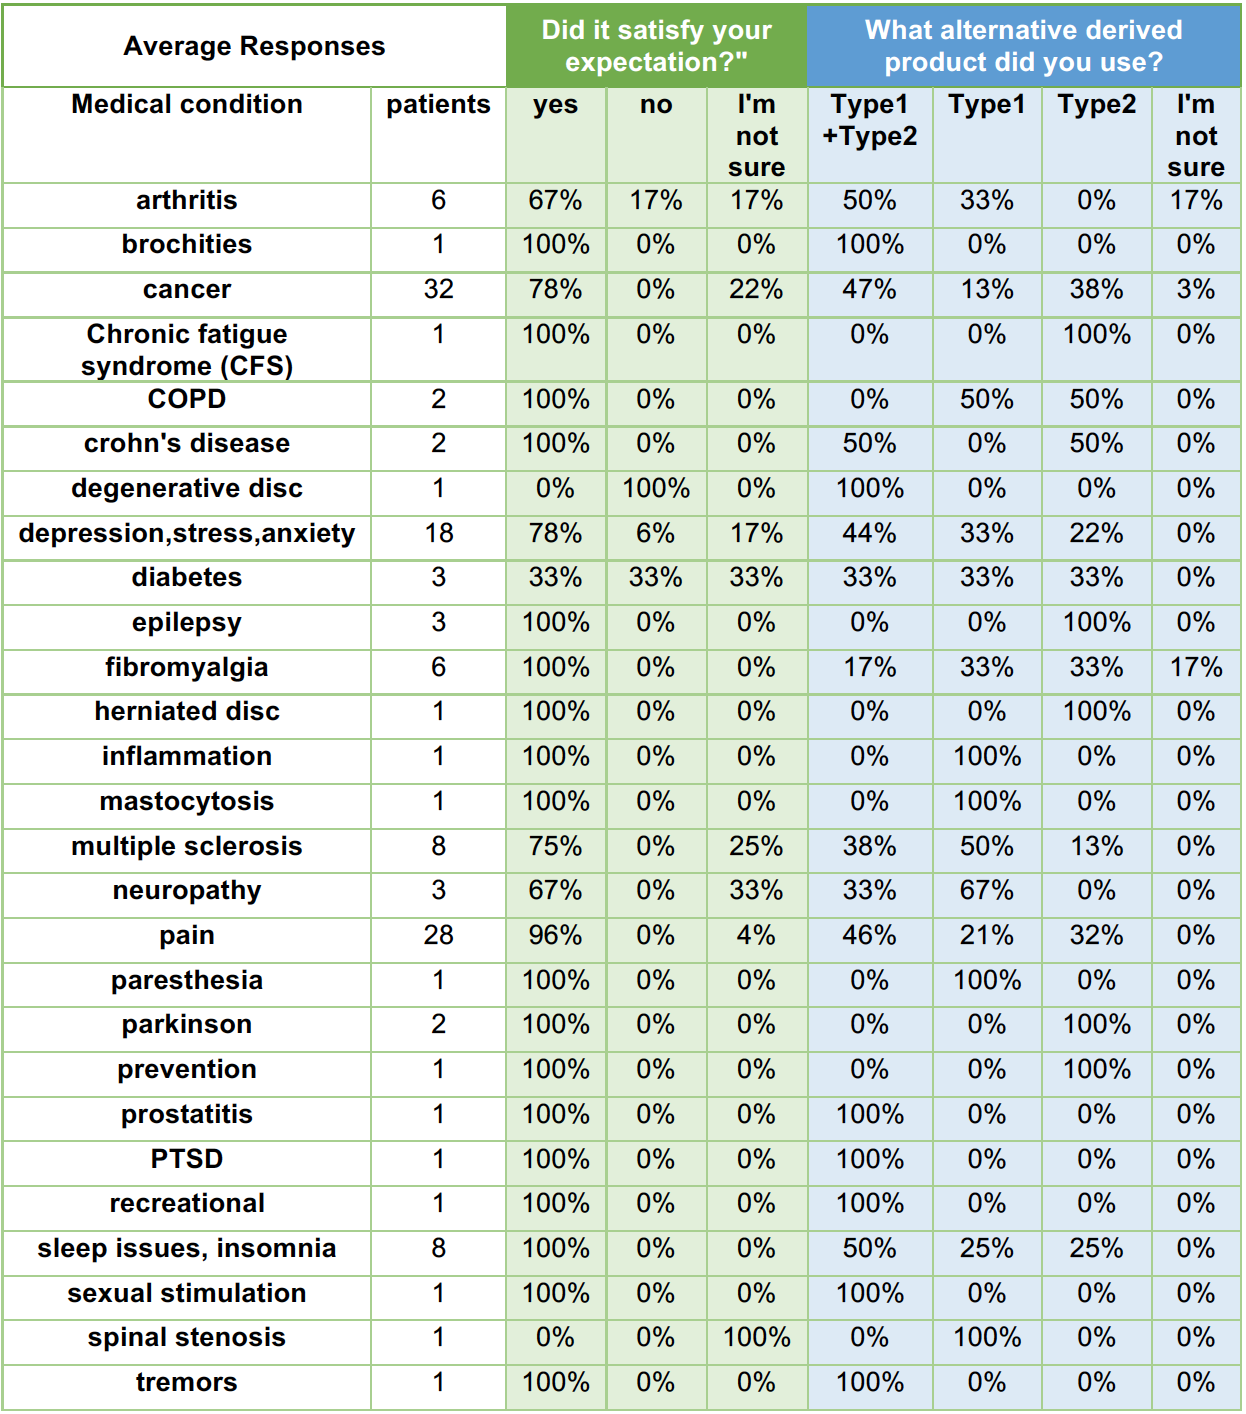 Average Responses Did it satisfy your expectation?" What alternative derived product did you use?
Medical condition patients yes no I'm not sure Type1 +Type2 Type1 Type2 I'm not sure
arthritis 6 67% 17% 17% 50% 33% 0% 17%
brochities 1 100% 0% 0% 100% 0% 0% 0%
cancer 32 78% 0% 22% 47% 13% 38% 3%
Chronic fatigue syndrome (CFS) 1 100% 0% 0% 0% 0% 100% 0%
COPD 2 100% 0% 0% 0% 50% 50% 0%
crohn's disease 2 100% 0% 0% 50% 0% 50% 0%
degenerative disc 1 0% 100% 0% 100% 0% 0% 0%
depression,stress,anxiety 18 78% 6% 17% 44% 33% 22% 0%
diabetes 3 33% 33% 33% 33% 33% 33% 0%
epilepsy 3 100% 0% 0% 0% 0% 100% 0%
fibromyalgia 6 100% 0% 0% 17% 33% 33% 17%
herniated disc 1 100% 0% 0% 0% 0% 100% 0%
inflammation 1 100% 0% 0% 0% 100% 0% 0%
mastocytosis 1 100% 0% 0% 0% 100% 0% 0%
multiple sclerosis 8 75% 0% 25% 38% 50% 13% 0%
neuropathy 3 67% 0% 33% 33% 67% 0% 0%
pain 28 96% 0% 4% 46% 21% 32% 0%
paresthesia 1 100% 0% 0% 0% 100% 0% 0%
parkinson 2 100% 0% 0% 0% 0% 100% 0%
prevention 1 100% 0% 0% 0% 0% 100% 0%
prostatitis 1 100% 0% 0% 100% 0% 0% 0%
PTSD 1 100% 0% 0% 100% 0% 0% 0%
recreational 1 100% 0% 0% 100% 0% 0% 0%
sleep issues, insomnia 8 100% 0% 0% 50% 25% 25% 0%
sexual stimulation 1 100% 0% 0% 100% 0% 0% 0%
spinal stenosis 1 0% 0% 100% 0% 100% 0% 0%
tremors 1 100% 0% 0% 100% 0% 0% 0%